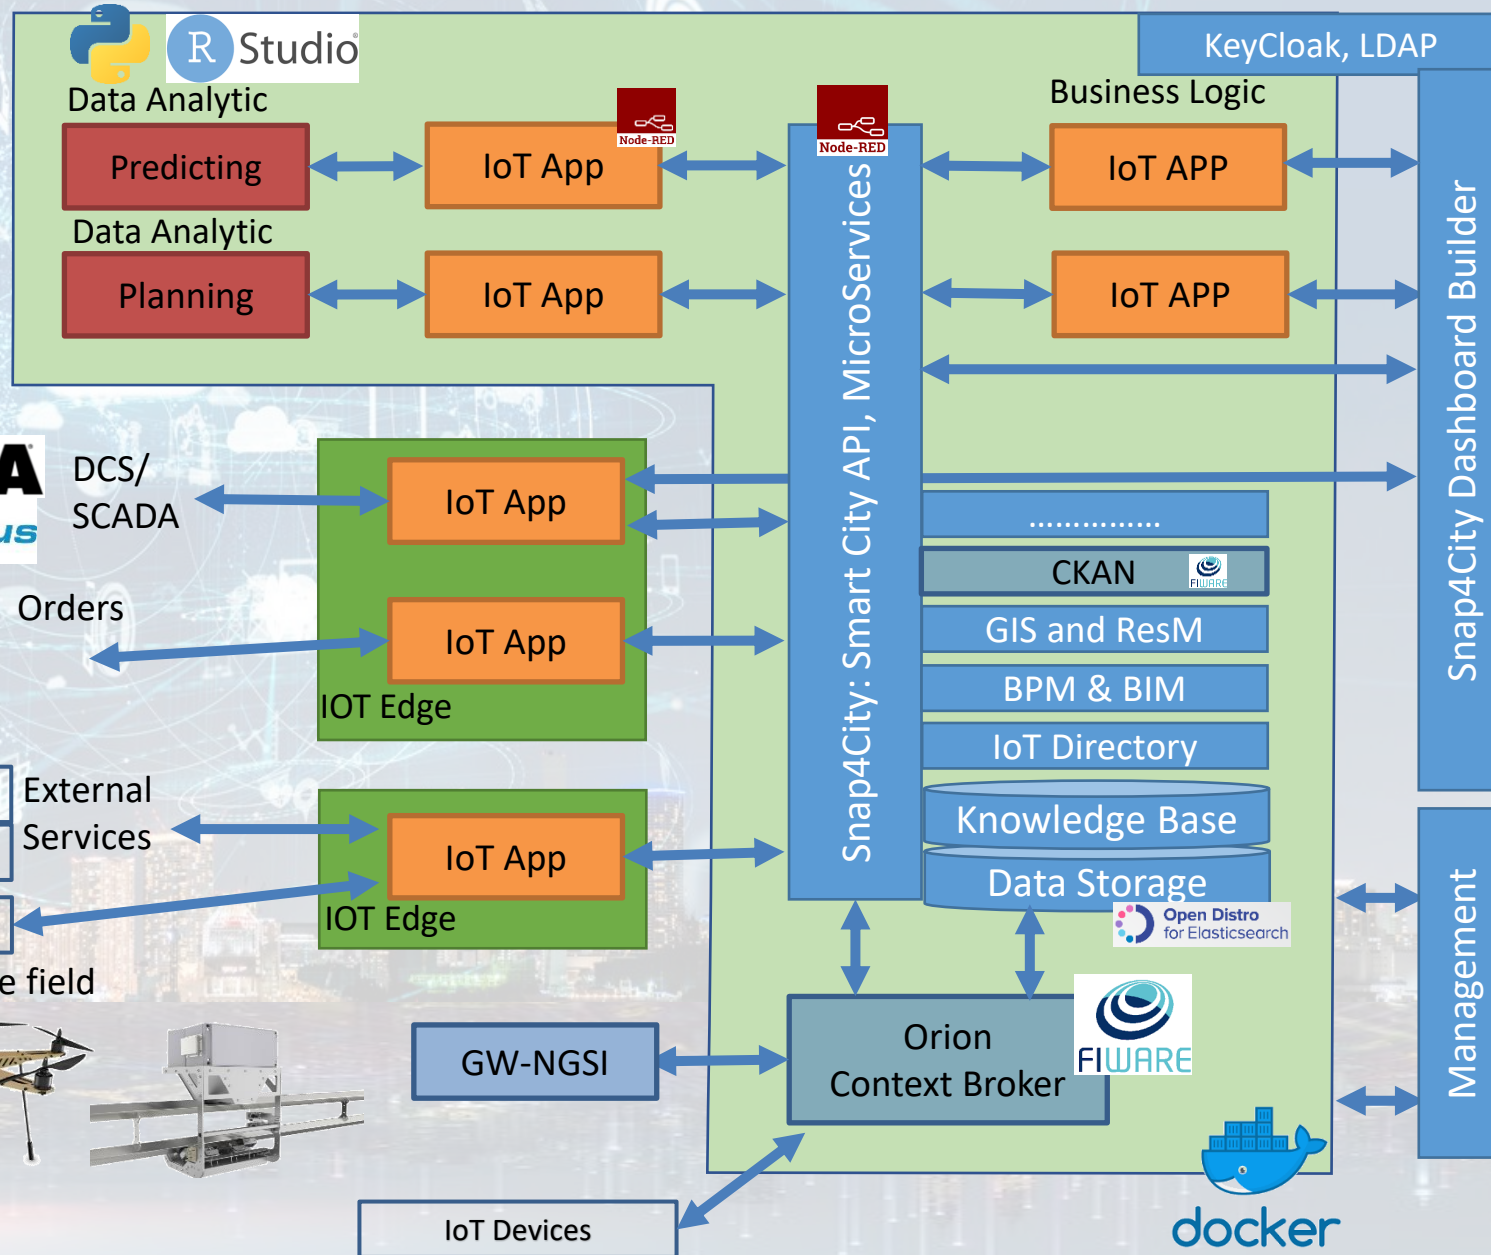 R Studio
KeyCloak, LDAP
Data Analytic
Predicting
IoT App
Node-RED
Node-RED
Business Logic
IoT APP
Data Analytic
Planning
IoT App
IoT APP
Snap4City: Smart City API, MicroServices
Snap4City Dashboard Builder
DCS/
SCADA
IoT App
Orders
IoT App
IOT Edge
...............
CKAN
FIWARE
GIS and ResM
BPM & BIM
IoT Directory
Knowledge Base
Data Storage
Open Distro
for Elasticsearch
External
Services
IoT App
IOT Edge
field
GW-NGSI
Orion
Context Broker
FIWARE
Management
docker
IoT Devices